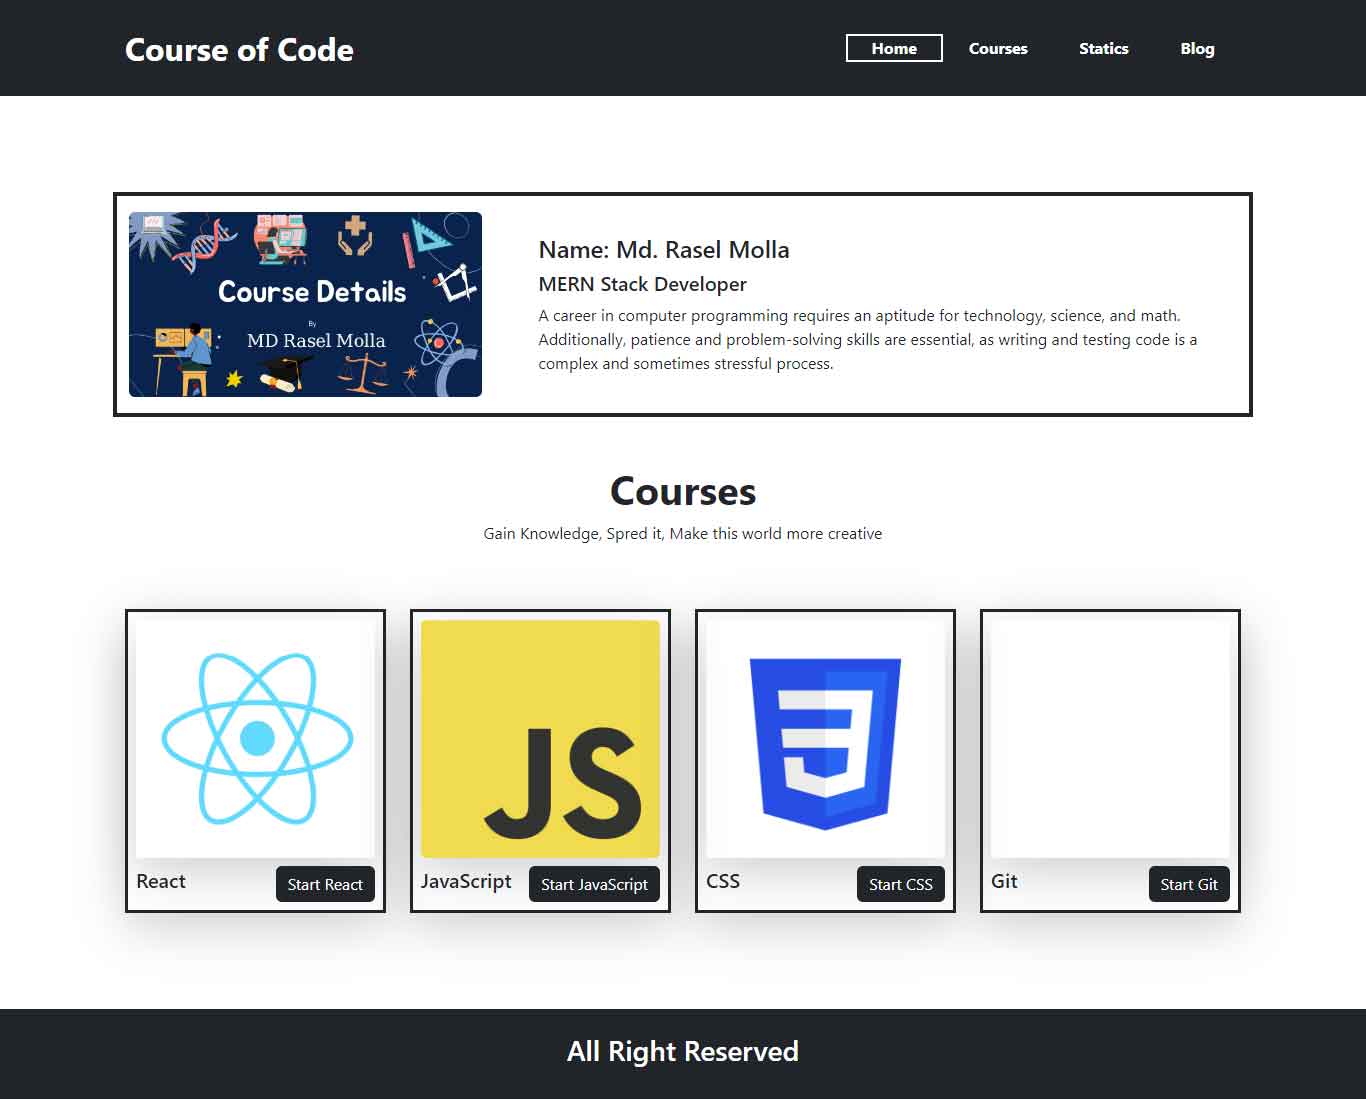 Course of Code
Home Courses Statics Blog
Course Details
By
MD Rasel Molla
Name: Md. Rasel Molla
MERN Stack Developer
A career in computer programming requires an aptitude for technology, science, and math.
Additionally, patience and problem-solving skills are essential, as writing and testing code is a
complex and sometimes stressful process.
Courses
Gain Knowledge, Spred it, Make this world more creative
JS
React Start React
JavaScript Start JavaScript
CSS Start CSS
Git Start Git
All Right Reserved